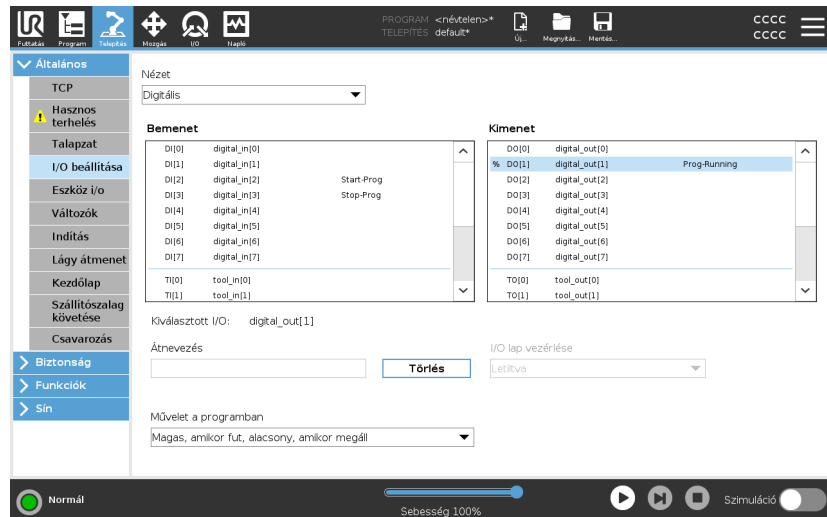 PROGRAM <névtelen>*
TELEPÍTÉS default*
CCCC
CCCC
Futtatás Program Telepítés Mozgás I/O Napló Új... Megnyitás... Mentés...
Általános
TCP
Hasznos
terhelés
Talapzat
I/O beállítása
Eszköz i/o
Változók
Indítás
Lágy átmenet
Kezdőlap
Szállítószalag
követése
Csavarozás
Biztonság
Funkciók
Sín
Nézet
Digitális
Bemenet
DI[0] digital_in[0]
DI[1] digital_in[1]
DI[2] digital_in[2] Start-Prog
DI[3] digital_in[3] Stop-Prog
DI[4] digital_in[4]
DI[5] digital_in[5]
DI[6] digital_in[6]
DI[7] digital_in[7]
TI[0] tool_in[0]
TI[1] tool_in[1]
Kimenet
DO[0] digital_out[0]
% DO[1] digital_out[1] Prog-Running
DO[2] digital_out[2]
DO[3] digital_out[3]
DO[4] digital_out[4]
DO[5] digital_out[5]
DO[6] digital_out[6]
DO[7] digital_out[7]
TO[0] tool_out[0]
TO[1] tool_out[1]
Kiválasztott I/O: digital_out[1]
Átnevezés
Törlés
I/O lap vezérlése
Letiltva
Művelet a programban
Magas, amikor fut, alacsony, amikor megáll
Normál
Sebesség 100%
Szimuláció